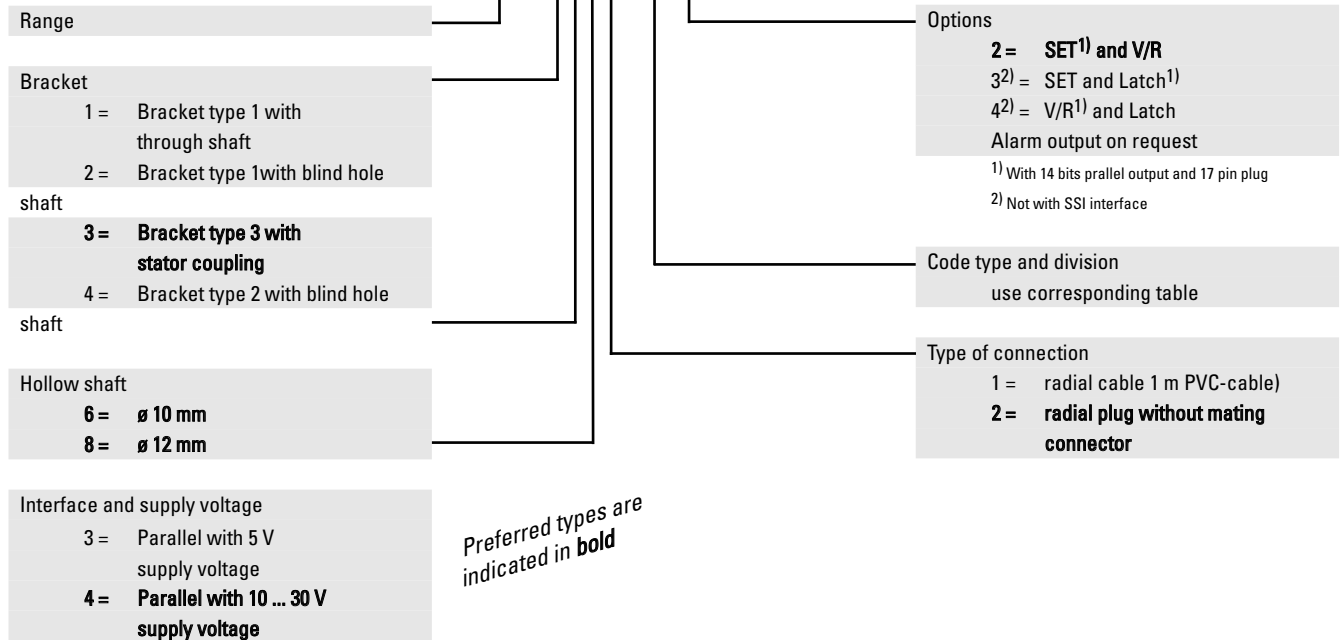 Range
Bracket
1 = Bracket type 1 with
through shaft
2 = Bracket type 1with blind hole
shaft
3 = Bracket type 3 with
stator coupling
4 = Bracket type 2 with blind hole
shaft
Hollow shaft
6 = ø 10 mm
8 = ø 12 mm
Interface and supply voltage
3 = Parallel with 5 V
supply voltage
4 = Parallel with 10 ... 30 V
supply voltage
Preferred types are
indicated in bold
Options
2 = SET1) and V/R
32) = SET and Latch1)
42) = V/R1) and Latch
Alarm output on request
1) With 14 bits prallel output and 17 pin plug
2) Not with SSI interface
Code type and division
use corresponding table
Type of connection
1 = radial cable 1 m PVC-cable)
2 = radial plug without mating
connector